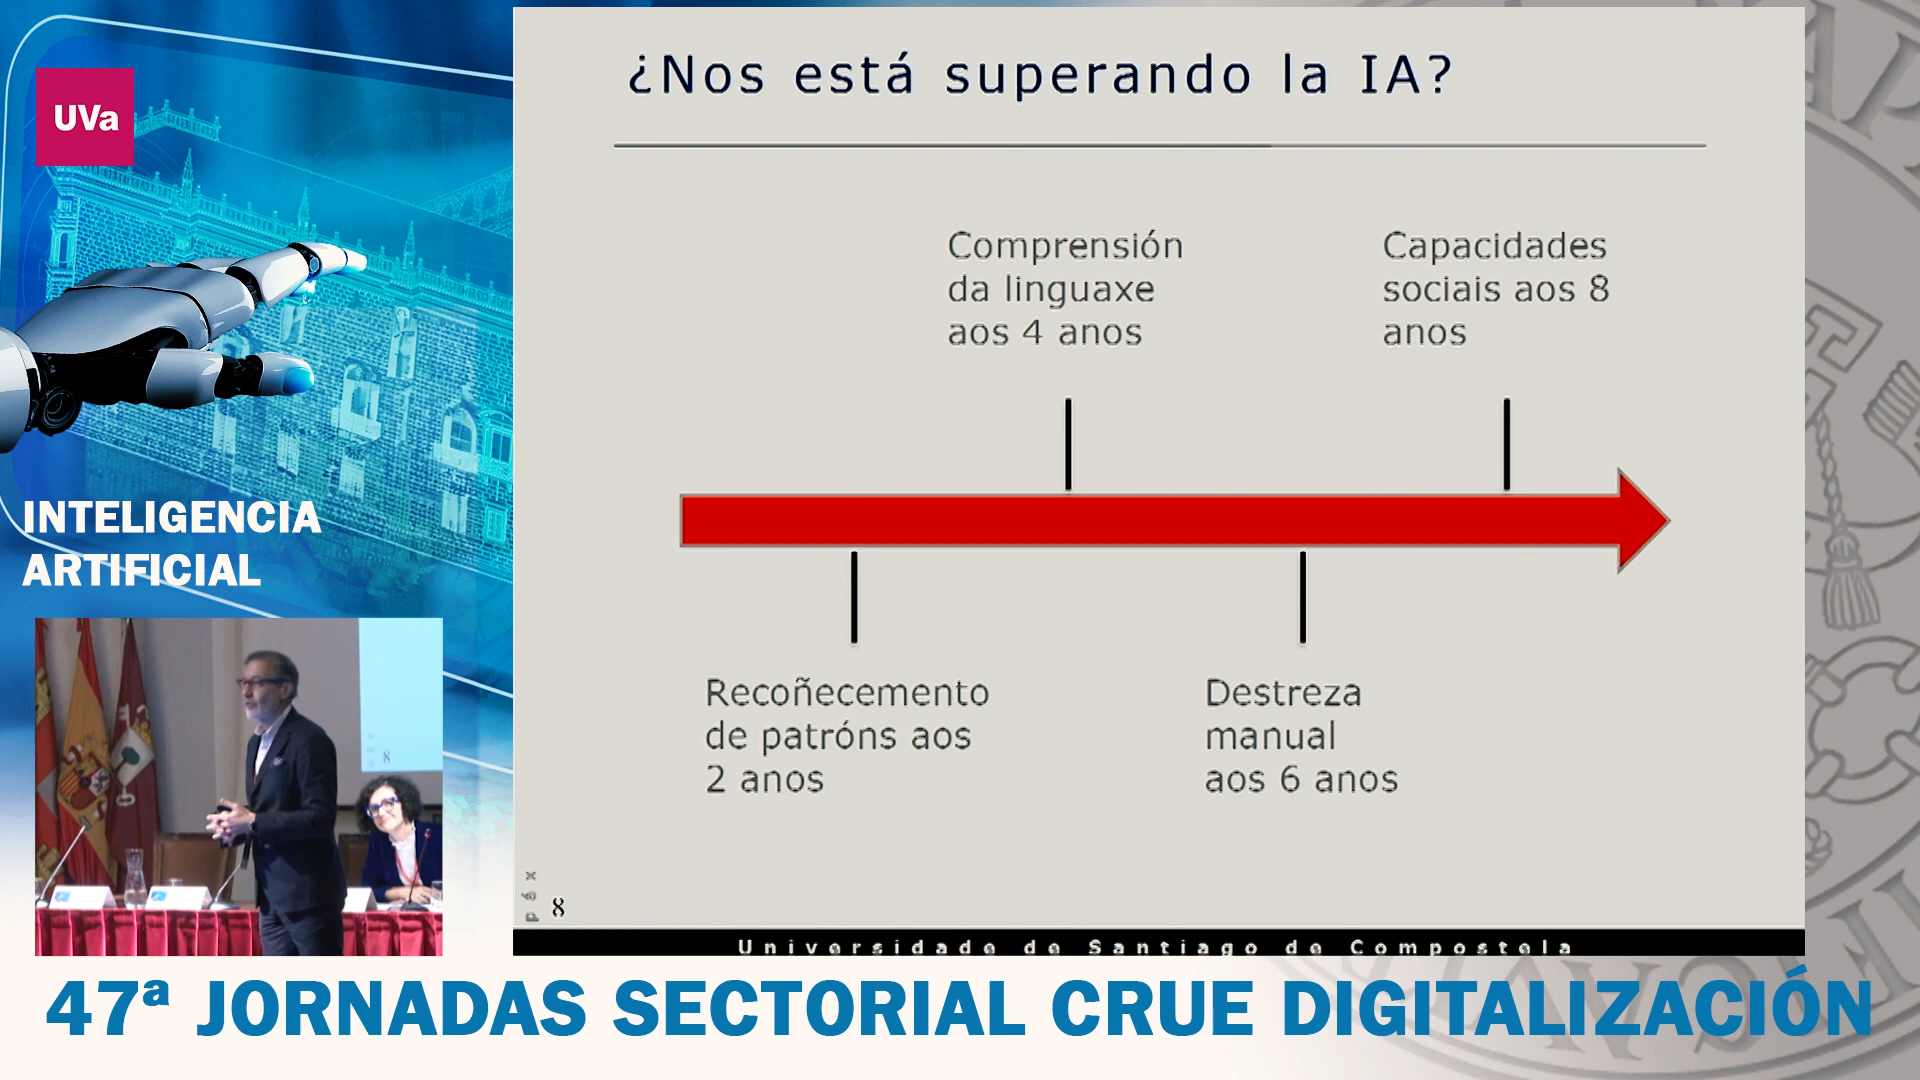 UVa
INTELIGENCIA
ARTIFICIAL
¿Nos está superando la IA?
Comprensión
da linguaxe
aos 4 anos
Capacidades
sociais aos 8
anos
Recoñecemento
de patróns aos
2 anos
Destreza
manual
aos 6 anos
páx
8
Universidade de Santiago de Compostela
8
47ª JORNADAS SECTORIAL CRUE DIGITALIZACIÓN